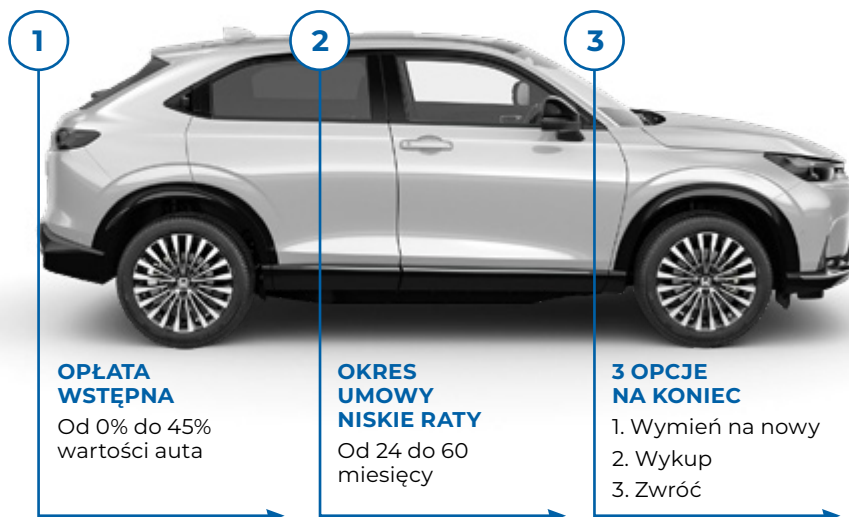 1
2
3
OPŁATA
WSTĘPNA
Od 0% do 45%
wartości auta
OKRES
UMOWY
NISKIE RATY
Od 24 do 60
miesięcy
3 OPCJE
NA KONIEC
1. Wymień na nowy
2. Wykup
3. Zwróć